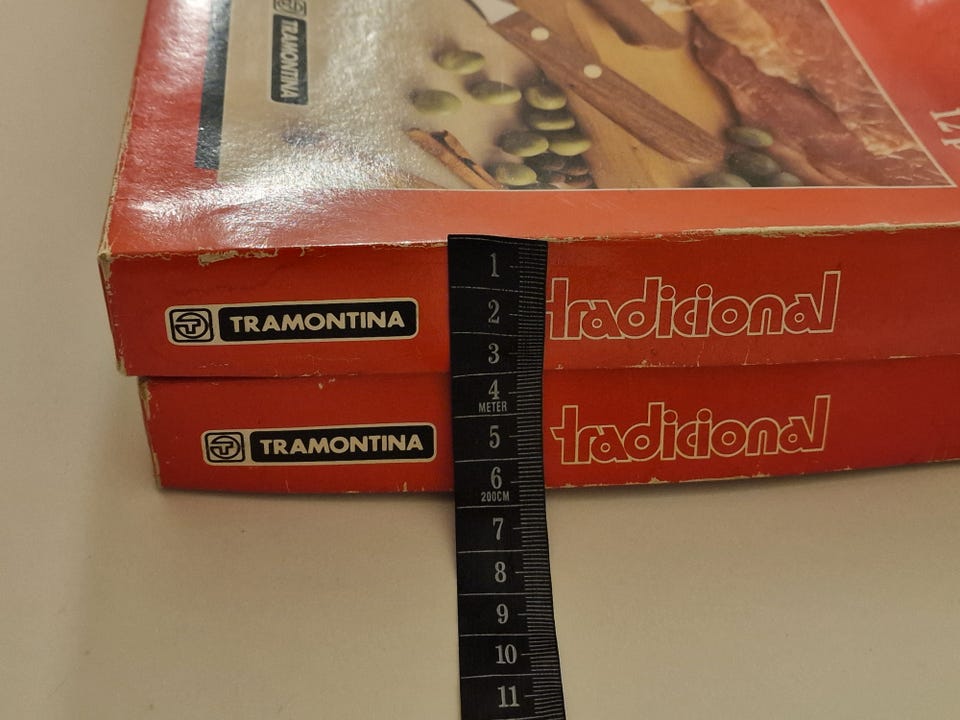 TRAMONTINA
TRAMONTINA
tradicional
TRAMONTINA
tradicional
1
2
3
4
METER
5
6
200CM
7
8
9
10
11